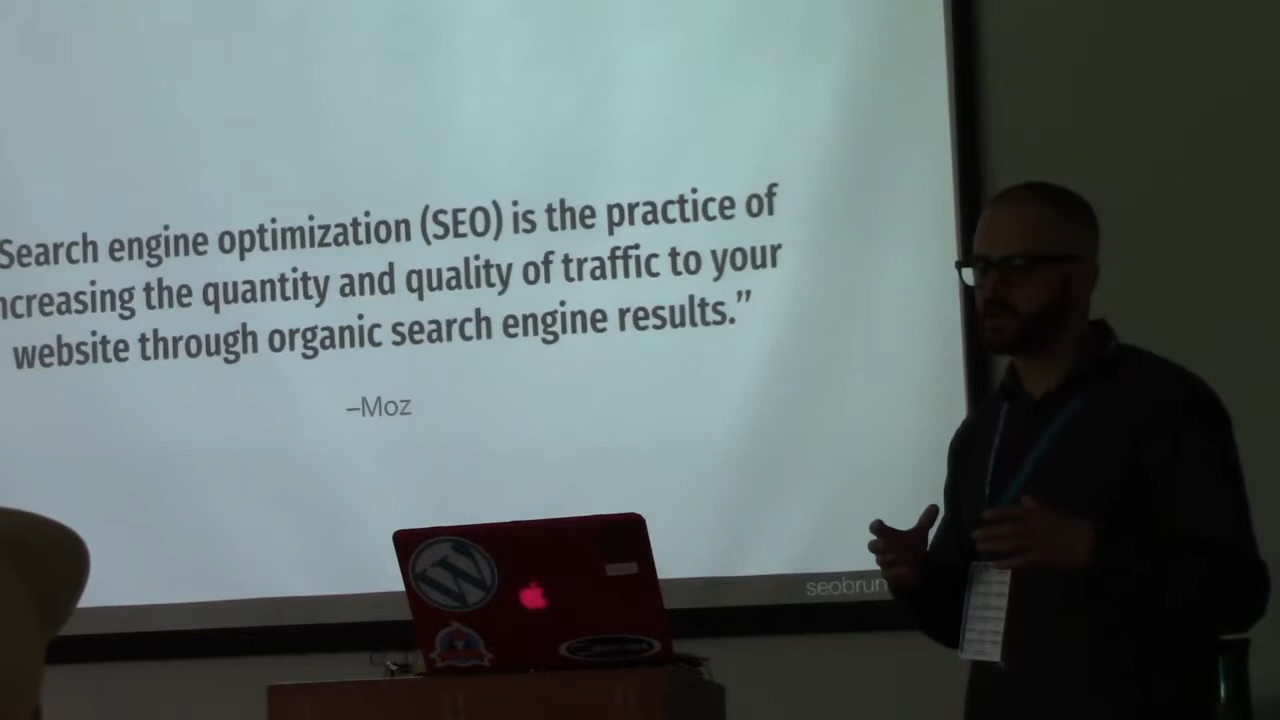 Search engine optimization (SEO) is the practice of
ncreasing the quantity and quality of traffic to your
website through organic search engine results.”
–Moz
seobrun
W